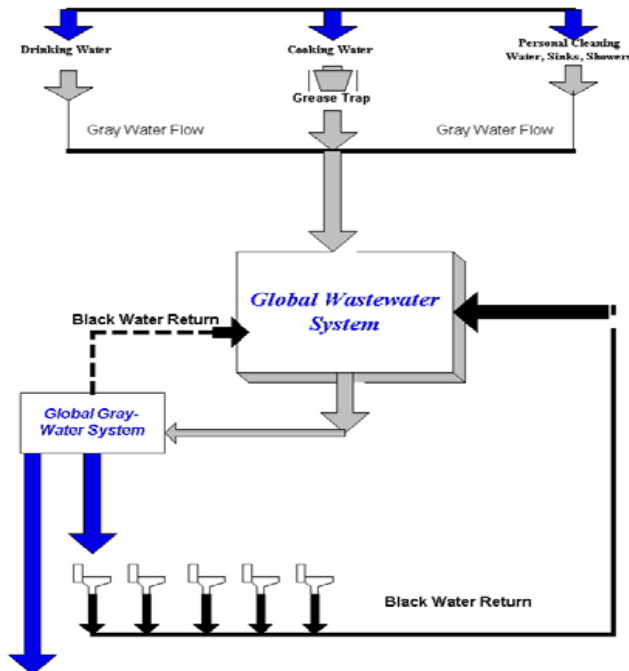 Drinking Water
Cooking Water
Personal Cleaning
Water, Sinks, Showers
Grease Trap
Gray Water Flow
Gray Water Flow
Global Wastewater
System
Black Water Return
Global Gray-
Water System
Black Water Return